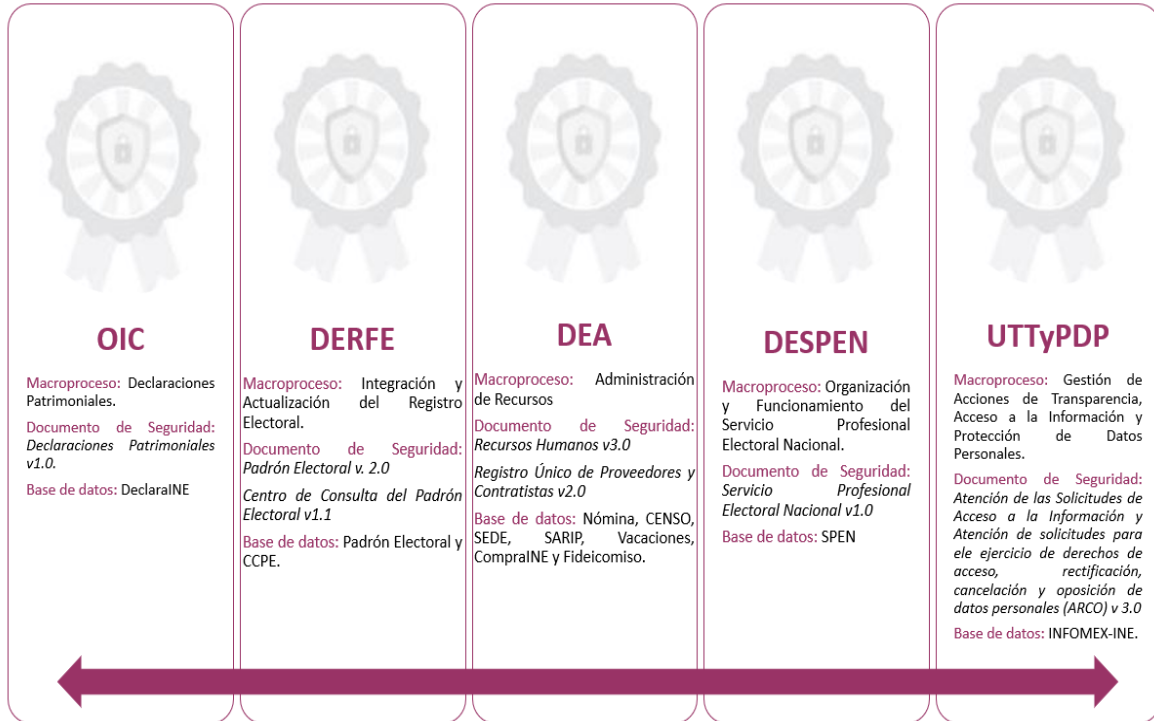 OIC
Macroproceso: Declaraciones
Patrimoniales.
Documento de Seguridad:
Declaraciones Patrimoniales
v1.0.
Base de datos: DeclaraINE
DERFE
Macroproceso: Integración y
Actualización del Registro
Electoral.
Documento de Seguridad:
Padrón Electoral v. 2.0
Centro de Consulta del Padrón
Electoral v1.1
Base de datos: Padrón Electoral y
CCPE.
DEA
Macroproceso: Administración
de Recursos
Documento de Seguridad:
Recursos Humanos v3.0
Registro Único de Proveedores y
Contratistas v2.0
Base de datos: Nómina, CENSO,
SEDE, SARIP, Vacaciones,
CompraINE y Fideicomiso.
DESPEN
Macroproceso: Organización
y Funcionamiento del
Servicio Profesional
Electoral Nacional.
Documento de Seguridad:
Servicio Profesional
Electoral Nacional v1.0
Base de datos: SPEN
UTTyPDP
Macroproceso: Gestión de
Acciones de Transparencia,
Acceso a la Información y
Protección de Datos
Personales.
Documento de Seguridad:
Atención de las Solicitudes de
Acceso a la Información y
Atención de solicitudes para
ele ejercicio de derechos de
acceso, rectificación,
cancelación y oposición de
datos personales (ARCO) v 3.0
Base de datos: INFOMEX-INE.